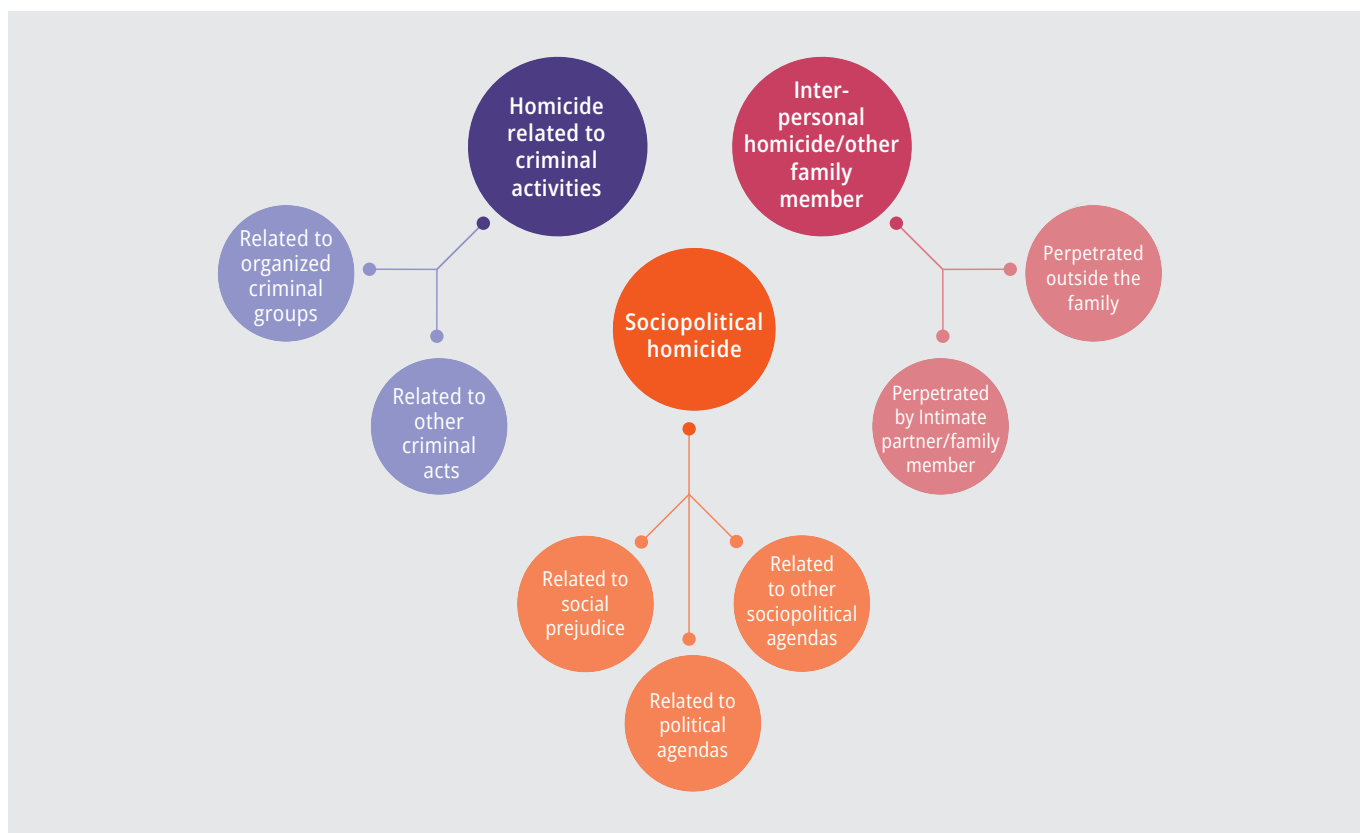 Homicide
related to
criminal
activities
Inter-
personal
homicide/other
family
member
Related to
organized
criminal
groups
Perpetrated
outside the
family
Sociopolitical
homicide
Related to
other
criminal
acts
Perpetrated
by Intimate
partner/family
member
Related to
social
prejudice
Related
to other
sociopolitical
agendas
Related to
political
agendas